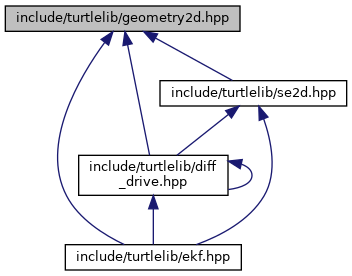 include/turtlelib/geometry2d.hpp
include/turtlelib/se2d.hpp
include/turtlelib/diff
_drive.hpp
include/turtlelib/ekf.hpp